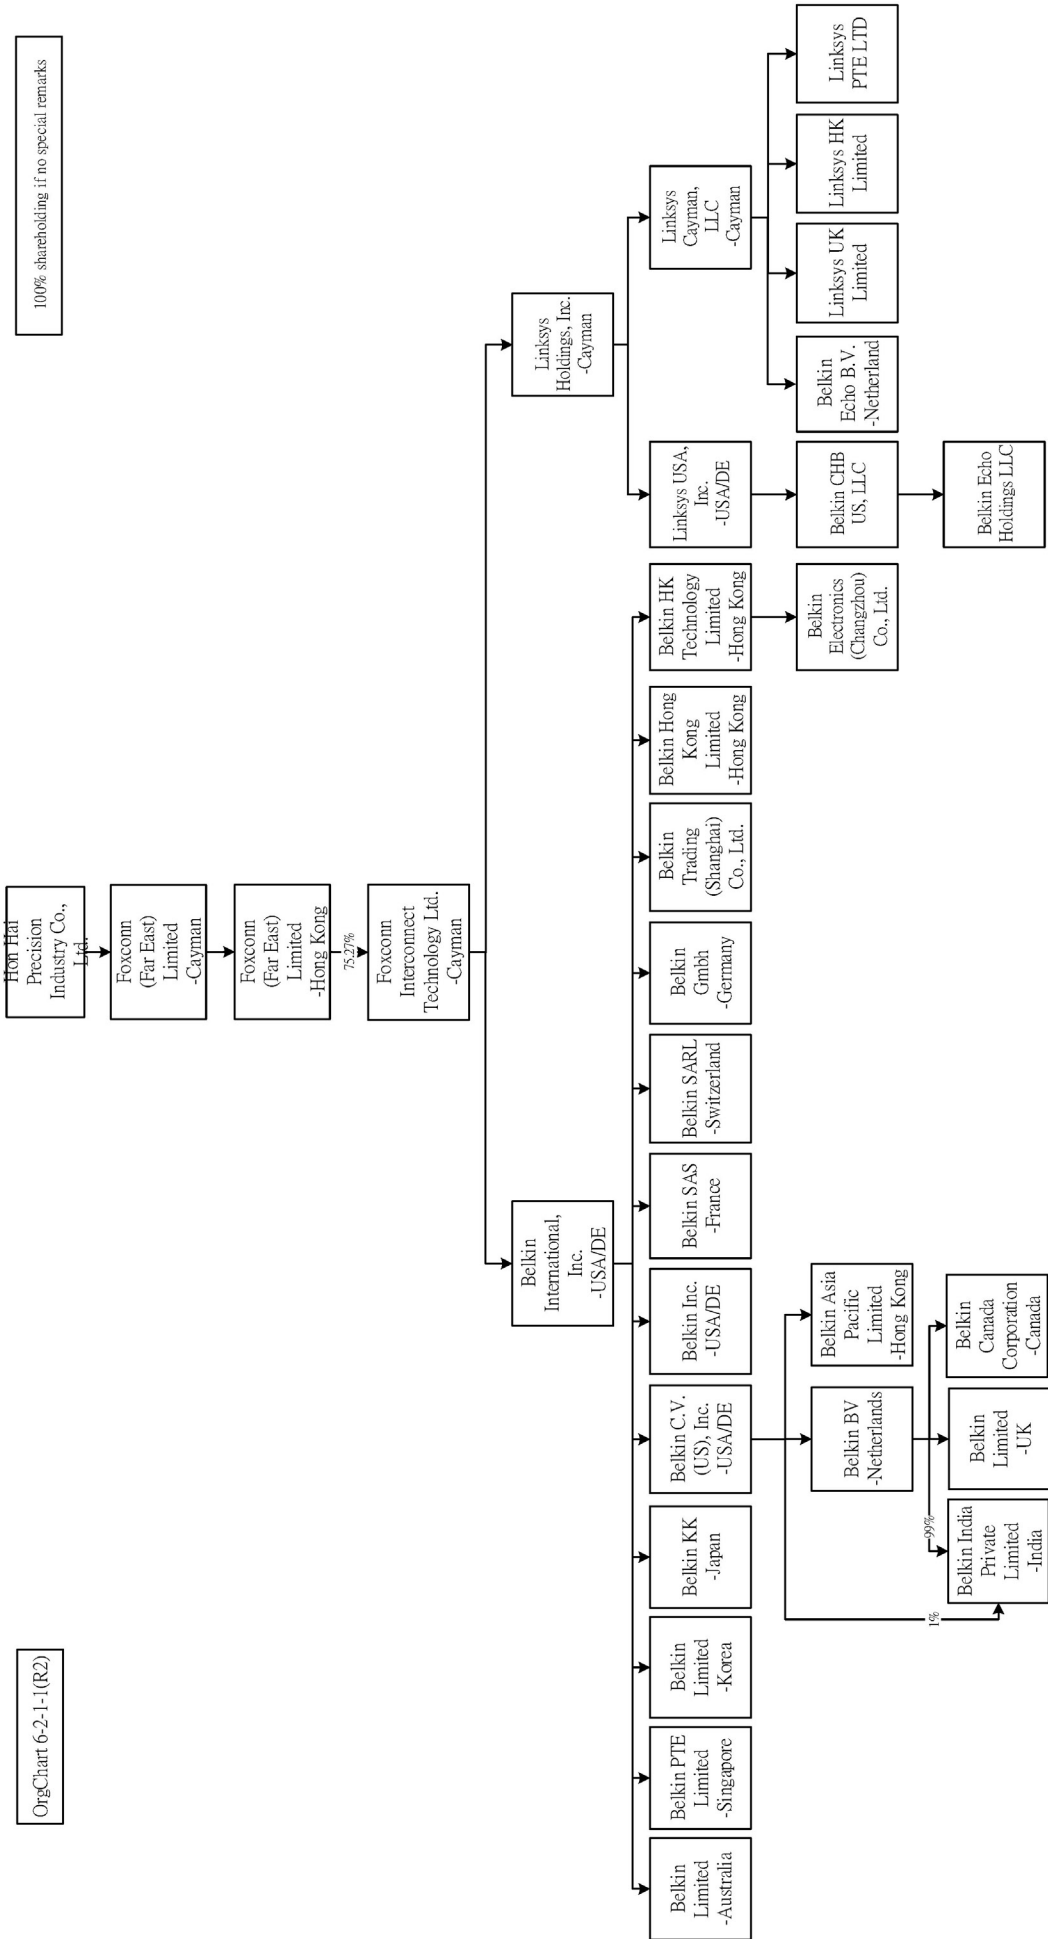 OrgChart 6-2-1-1(R2)
100% shareholding if no special remarks
Hon Hai
Precision
Industry Co.,
Ltd.
Foxconn
(Far East)
Limited
-Cayman
Foxconn
(Far East)
Limited
-Hong Kong
75.27%
Foxconn
Interconnect
Technology Ltd.
-Cayman
Belkin
International,
Inc.
-USA/DE
Linksys
Holdings, Inc.
-Cayman
Belkin
Limited
-Australia
Belkin PTE
Limited
-Singapore
Belkin
Limited
-Korea
Belkin KK
-Japan
Belkin C.V.
(US), Inc.
-USA/DE
Belkin Inc.
-USA/DE
Belkin SAS
-France
Belkin SARL
-Switzerland
Belkin
Gmbh
-Germany
Belkin
Trading
(Shanghai)
Co., Ltd.
Belkin Hong
Kong
Limited
-Hong Kong
Belkin HK
Technology
Limited
-Hong Kong
Linksys USA,
Inc.
-USA/DE
Linksys
Cayman,
LLC
-Cayman
Belkin BV
-Netherlands
Belkin Asia
Pacific
Limited
-Hong Kong
Belkin
Electronics
(Changzhou)
Co., Ltd.
Belkin CHB
US, LLC
Belkin
Echo B.V.
-Netherland
Linksys UK
Limited
Linksys HK
Limited
Linksys
PTE LTD
1%
99%
Belkin India
Private
Limited
-India
Belkin
Limited
-UK
Belkin
Canada
Corporation
-Canada
Belkin Echo
Holdings LLC